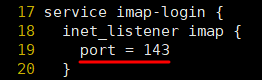 17 service imap-login {
18   inet_listener imap {
19     port = 143
20   }